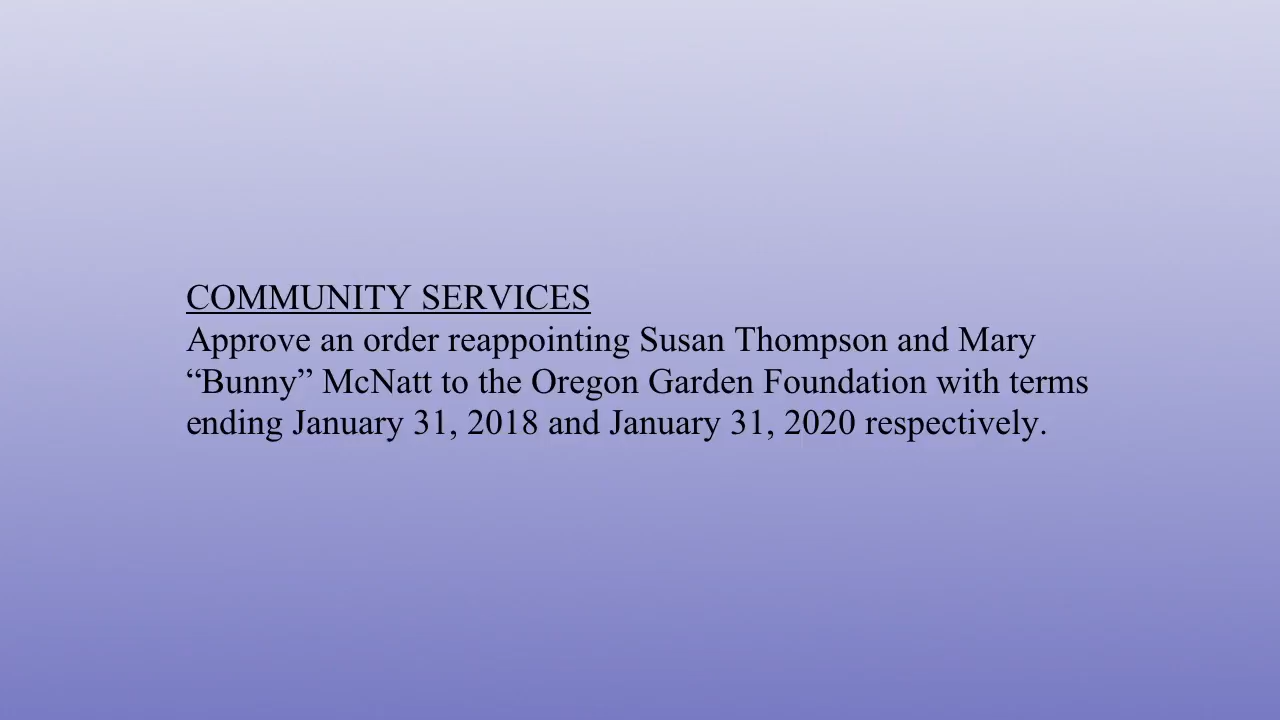 COMMUNITY SERVICES
Approve an order reappointing Susan Thompson and Mary
“Bunny” McNatt to the Oregon Garden Foundation with terms
ending January 31, 2018 and January 31, 2020 respectively.